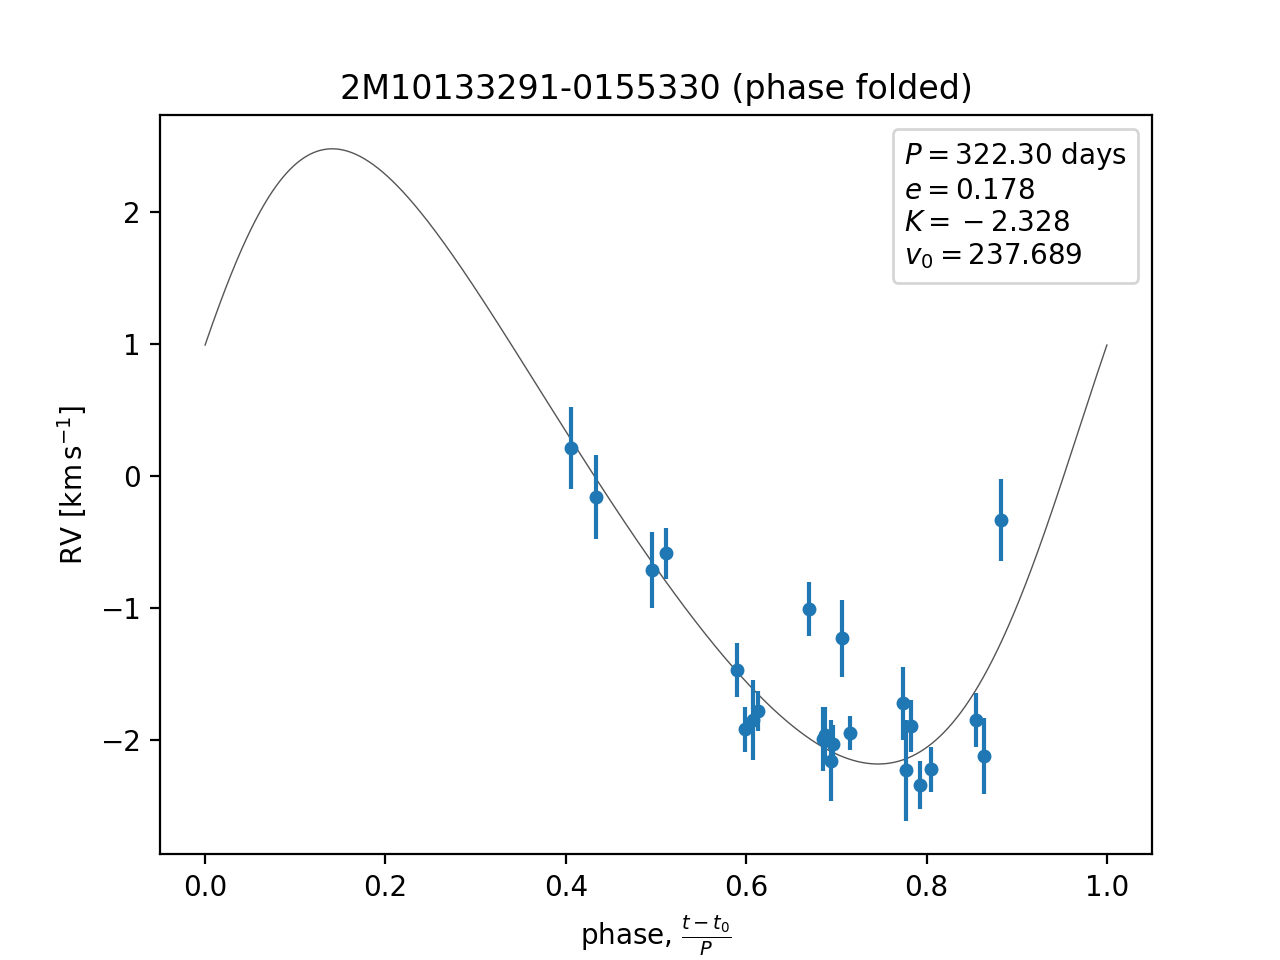 2M10133291-0155330 (phase folded)
P = 322.30 days
e = 0.178
K = −2.328
v₀ = 237.689
RV [km s⁻¹]
2
1
0
−1
−2
0.0 0.2 0.4 0.6 0.8 1.0
phase, (t − t₀)/P